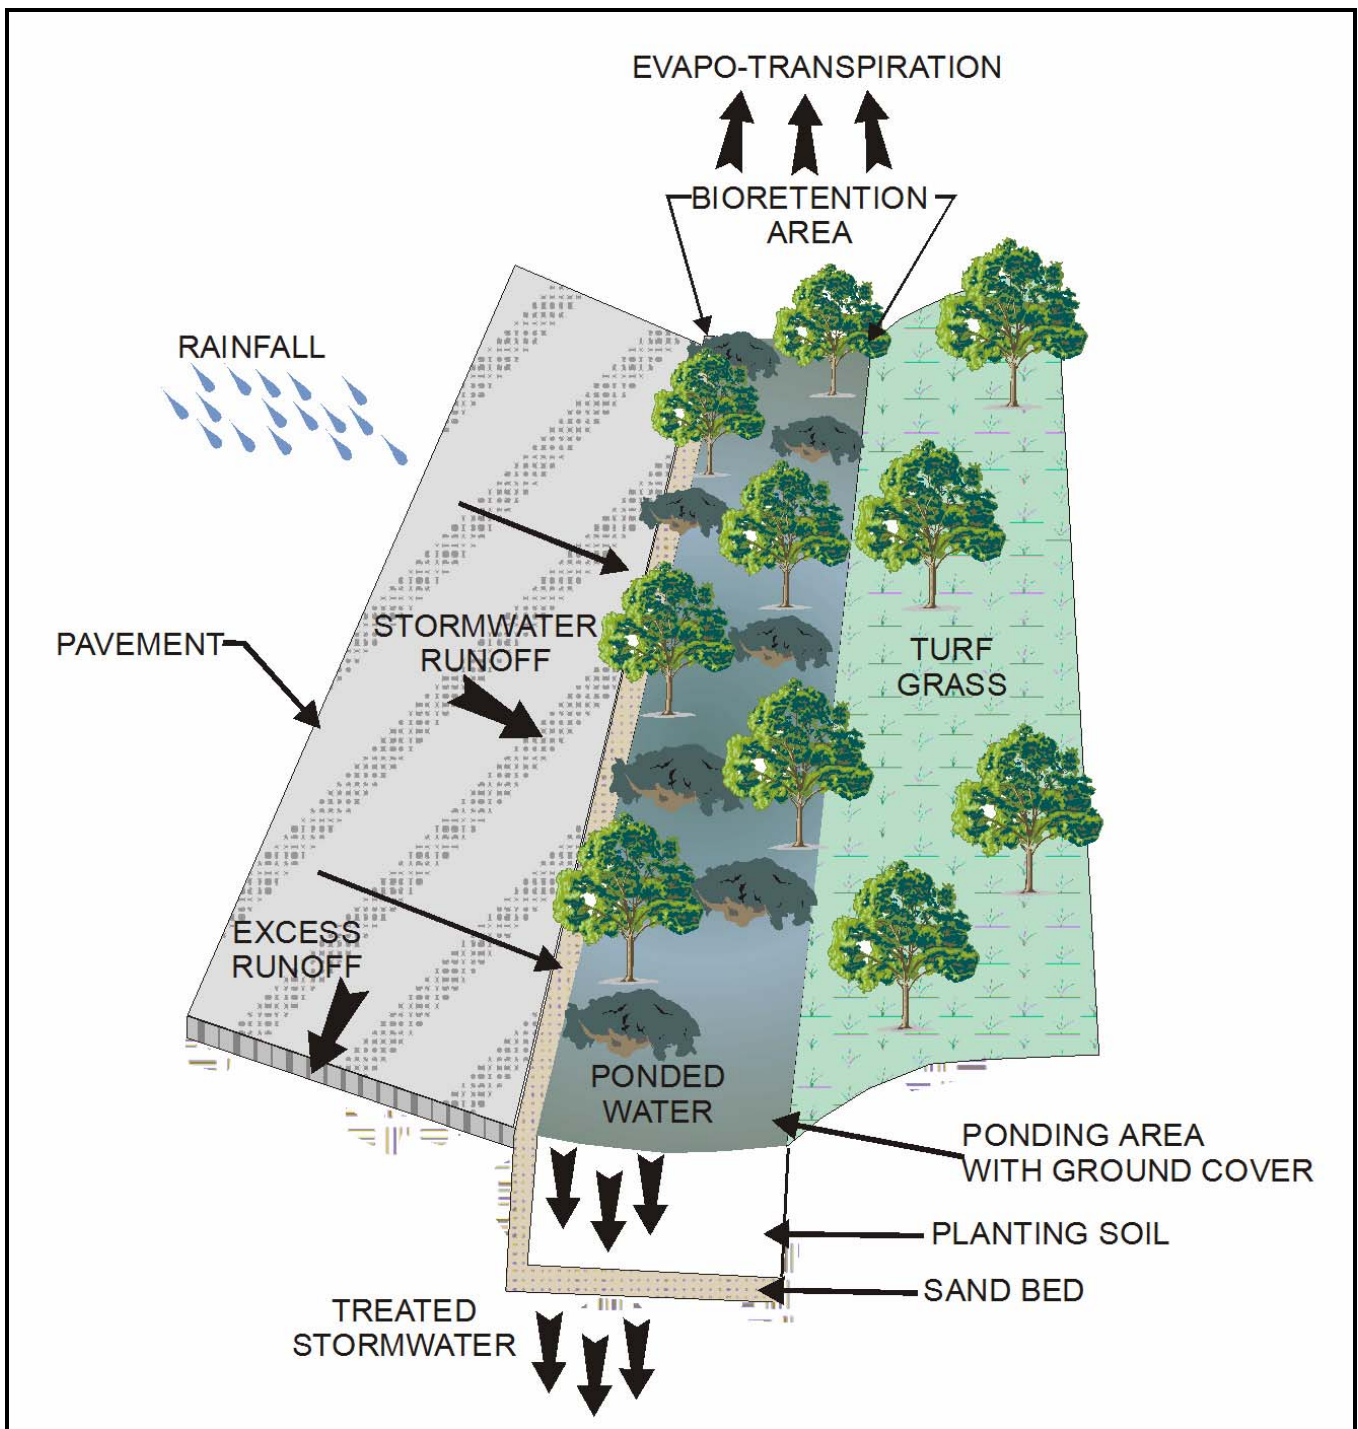 EVAPO-TRANSPIRATION
BIORETENTION
AREA
RAINFALL
PAVEMENT
STORMWATER
RUNOFF
TURF
GRASS
EXCESS
RUNOFF
PONDED
WATER
PONDING AREA
WITH GROUND COVER
PLANTING SOIL
SAND BED
TREATED
STORMWATER